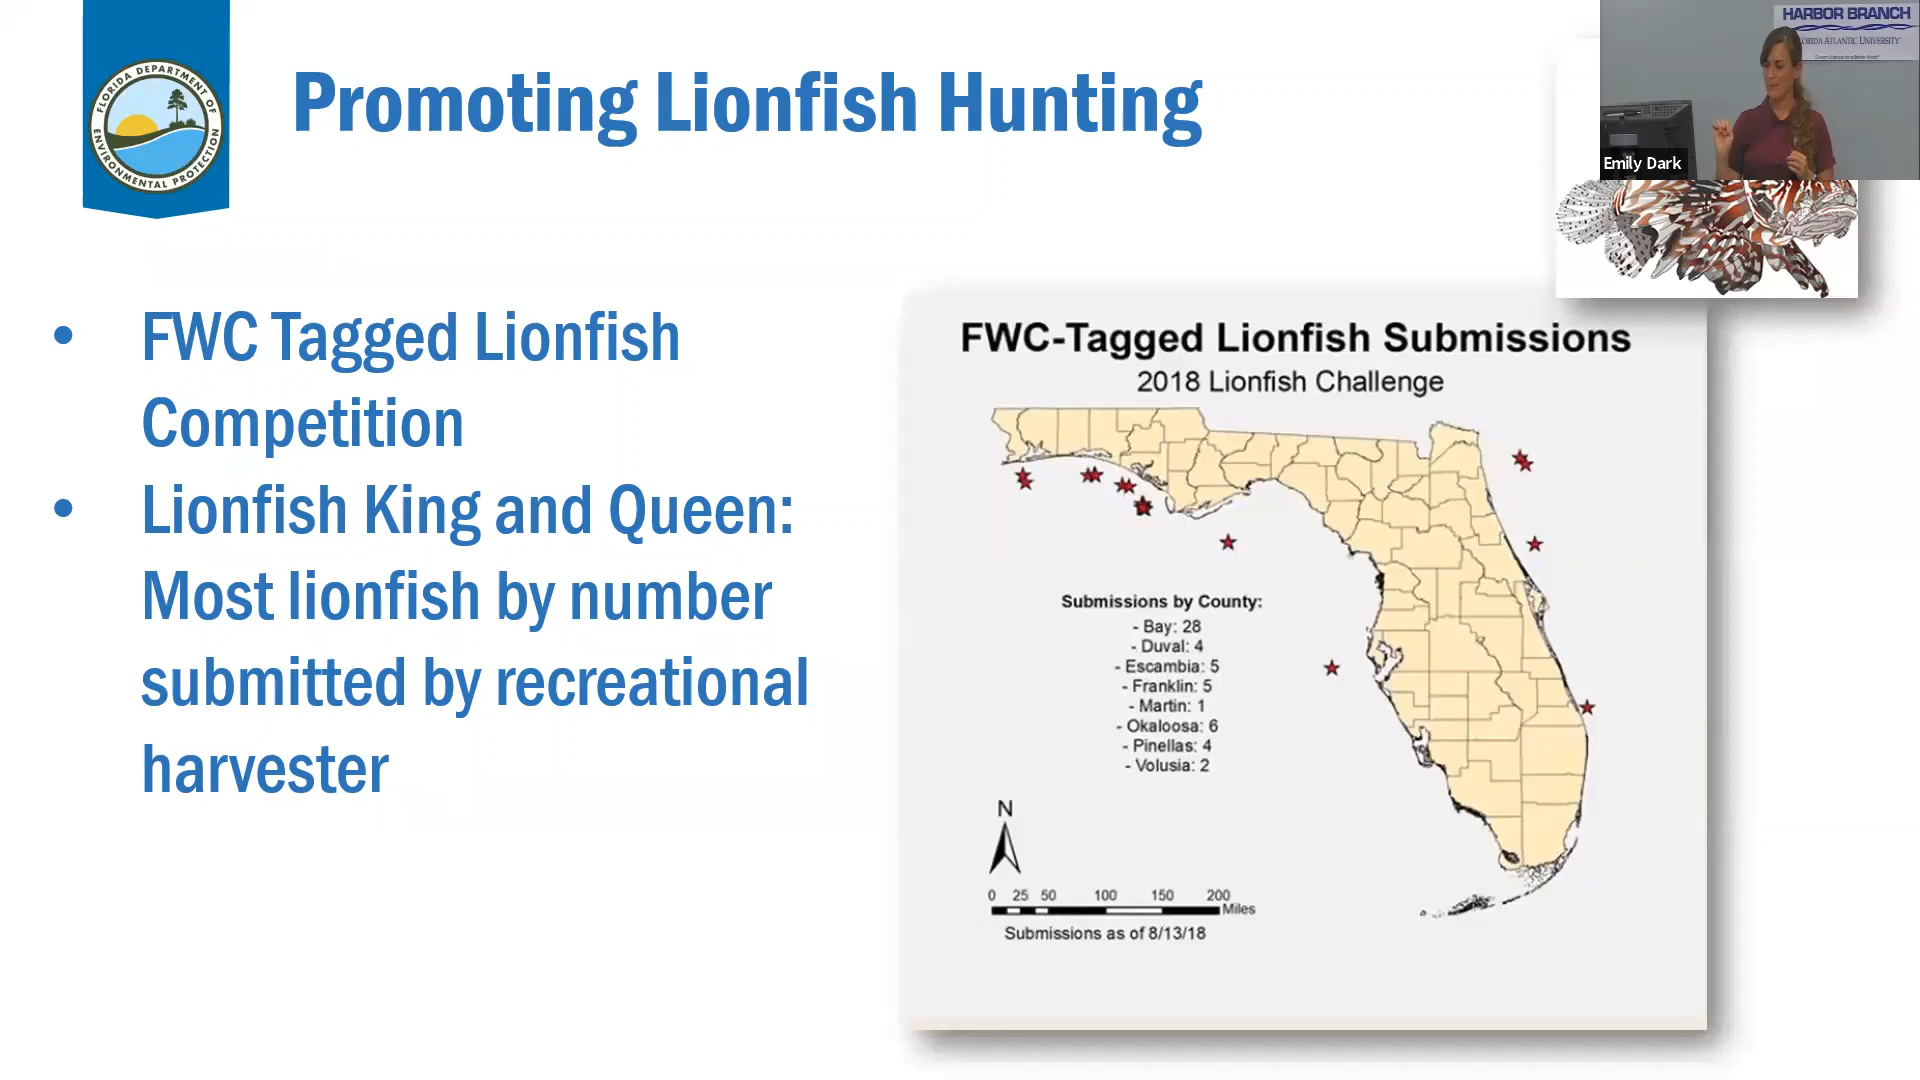 FLORIDA DEPARTMENT OF
ENVIRONMENTAL PROTECTION
Promoting Lionfish Hunting
HARBOR BRANCH
FLORIDA ATLANTIC UNIVERSITY
Emily Dark
• FWC Tagged Lionfish
Competition
• Lionfish King and Queen:
Most lionfish by number
submitted by recreational
harvester
FWC-Tagged Lionfish Submissions
2018 Lionfish Challenge
Submissions by County:
- Bay: 28
- Duval: 4
- Escambia: 5
- Franklin: 5
- Martin: 1
- Okaloosa: 6
- Pinellas: 4
- Volusia: 2
N
0 25 50 100 150 200
Miles
Submissions as of 8/13/18